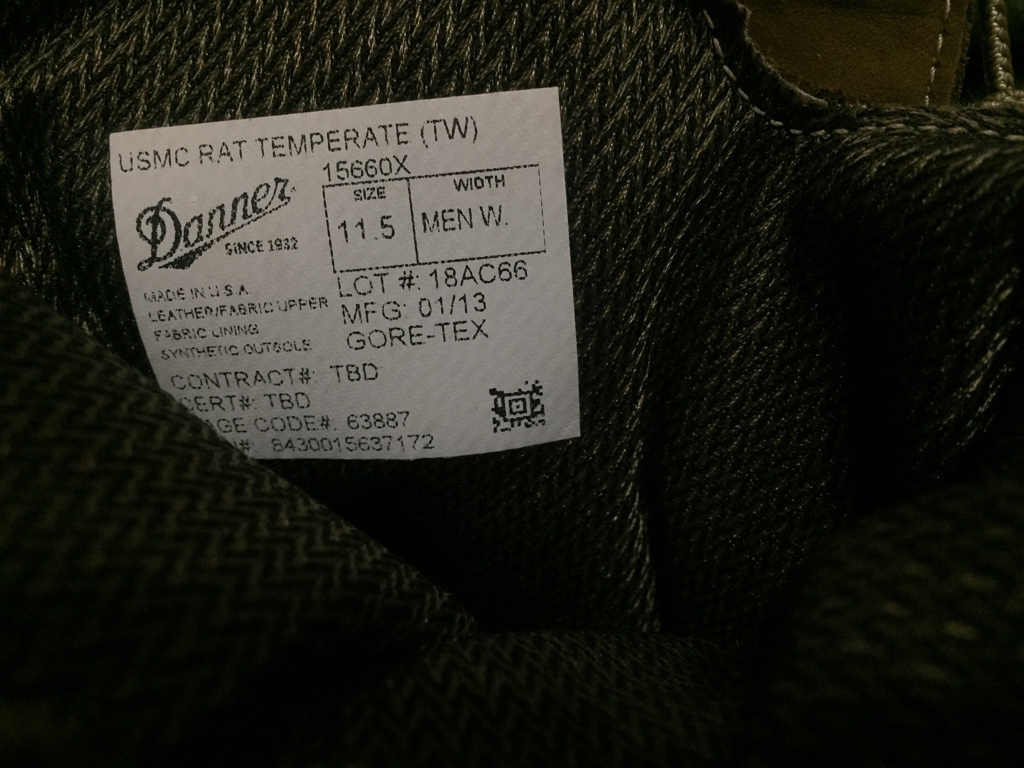 USMC RAT TEMPERATE (TW)
15660X
Danner
SINCE 1932
SIZE WIDTH
11.5 MEN W.
MADE IN U.S.A.
LEATHER/FABRIC UPPER
FABRIC LINING
SYNTHETIC OUTSOLE
LOT #: 18AC66
MFG: 01/13
GORE-TEX
CONTRACT#: TBD
CERT#: TBD
AGE CODE#: 63887
N#: 8430015637172